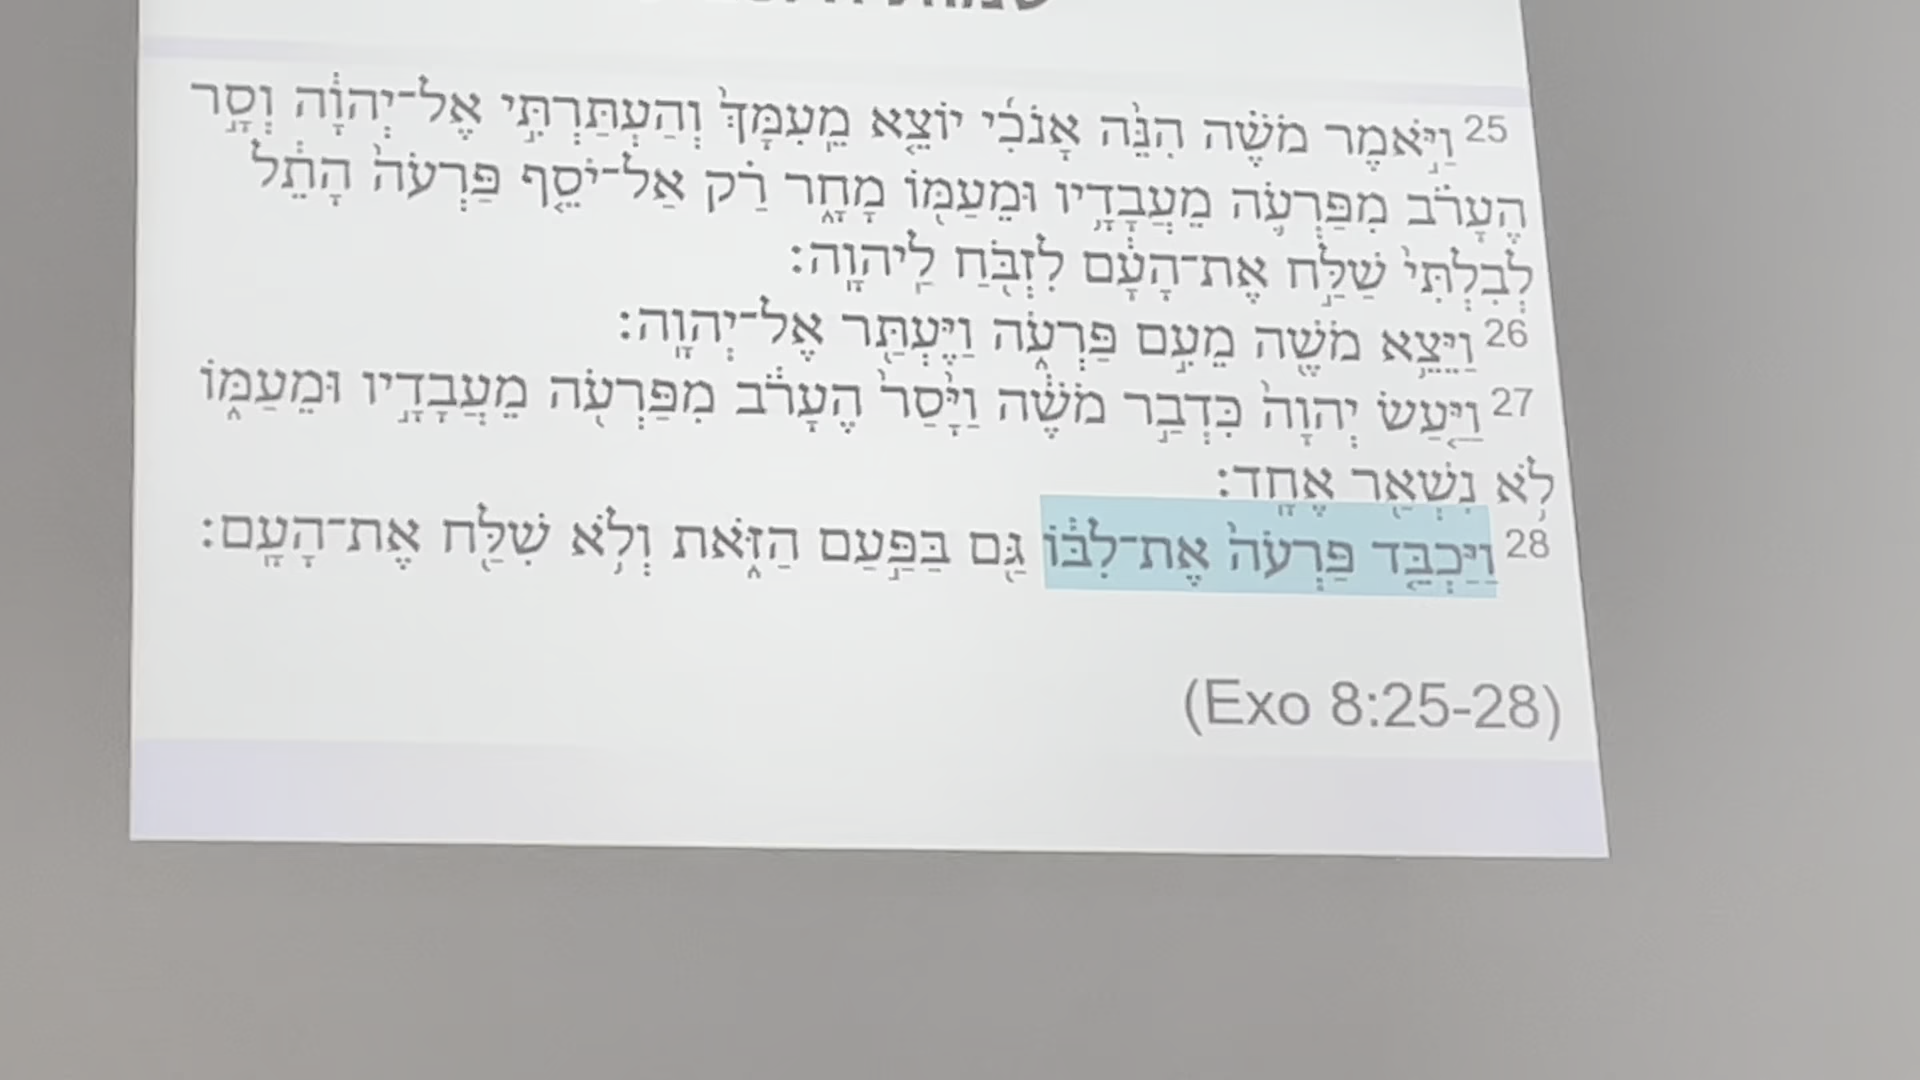 25 וַיֹּ֣אמֶר מֹשֶׁ֗ה הִנֵּ֨ה אָנֹכִ֜י יוֹצֵ֤א מֵֽעִמָּךְ֙ וְהַעְתַּרְתִּ֣י אֶל־יְהוָ֔ה וְסָ֣ר
הֶעָרֹ֗ב מִפַּרְעֹ֛ה מֵעֲבָדָ֥יו וּמֵעַמּ֖וֹ מָחָ֑ר רַ֗ק אַל־יֹסֵ֤ף פַּרְעֹה֙ הָתֵ֔ל
לְבִלְתִּי֙ שַׁלַּ֣ח אֶת־הָעָ֔ם לִזְבֹּ֖חַ לַֽיהוָֽה׃
26 וַיֵּצֵ֥א מֹשֶׁ֖ה מֵעִ֣ם פַּרְעֹ֑ה וַיֶּעְתַּ֖ר אֶל־יְהוָֽה׃
27 וַיַּ֤עַשׂ יְהוָה֙ כִּדְבַ֣ר מֹשֶׁ֔ה וַיָּ֙סַר֙ הֶעָרֹ֔ב מִפַּרְעֹ֖ה מֵעֲבָדָ֣יו וּמֵעַמּ֑וֹ
לֹ֥א נִשְׁאַ֖ר אֶחָֽד׃
28 וַיַּכְבֵּ֤ד פַּרְעֹה֙ אֶת־לִבּ֔וֹ גַּ֖ם בַּפַּ֣עַם הַזֹּ֑את וְלֹ֥א שִׁלַּ֖ח אֶת־הָעָֽם׃
(Exo 8:25-28)